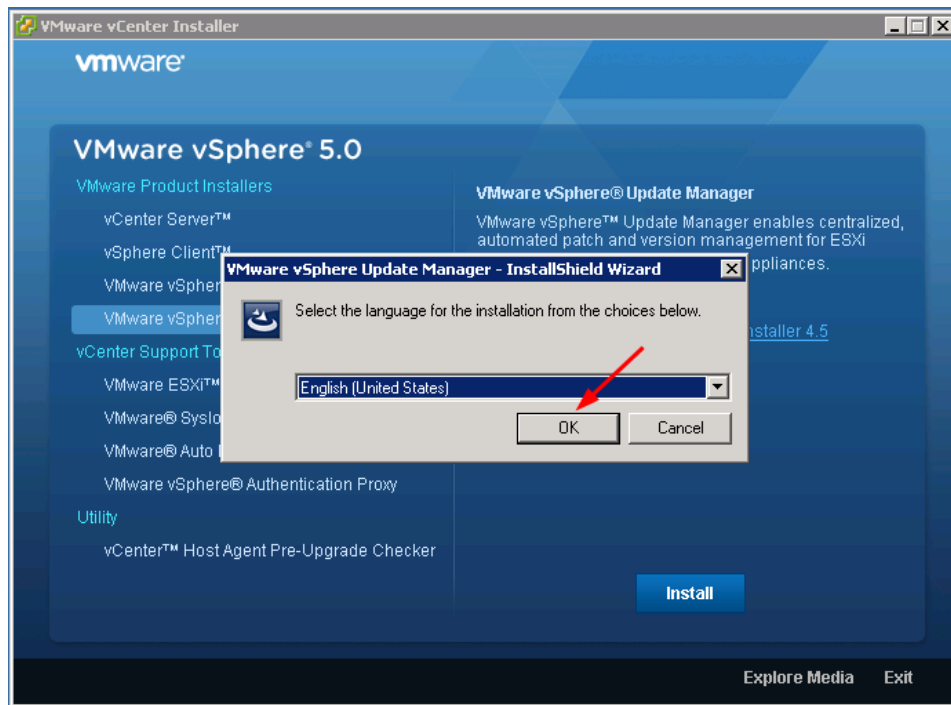 VMware vCenter Installer
vmware
VMware vSphere® 5.0
VMware Product Installers
vCenter Server™
vSphere Client™
VMware vSpher
VMware vSpher
vCenter Support To
VMware ESXi™
VMware® Syslo
VMware® Auto
VMware vSphere® Authentication Proxy
Utility
vCenter™ Host Agent Pre-Upgrade Checker
VMware vSphere® Update Manager
VMware vSphere™ Update Manager enables centralized,
automated patch and version management for ESXi
ppliances.
nstaller 4.5
VMware vSphere Update Manager - InstallShield Wizard
Select the language for the installation from the choices below.
English (United States)
OK Cancel
Install
Explore Media Exit